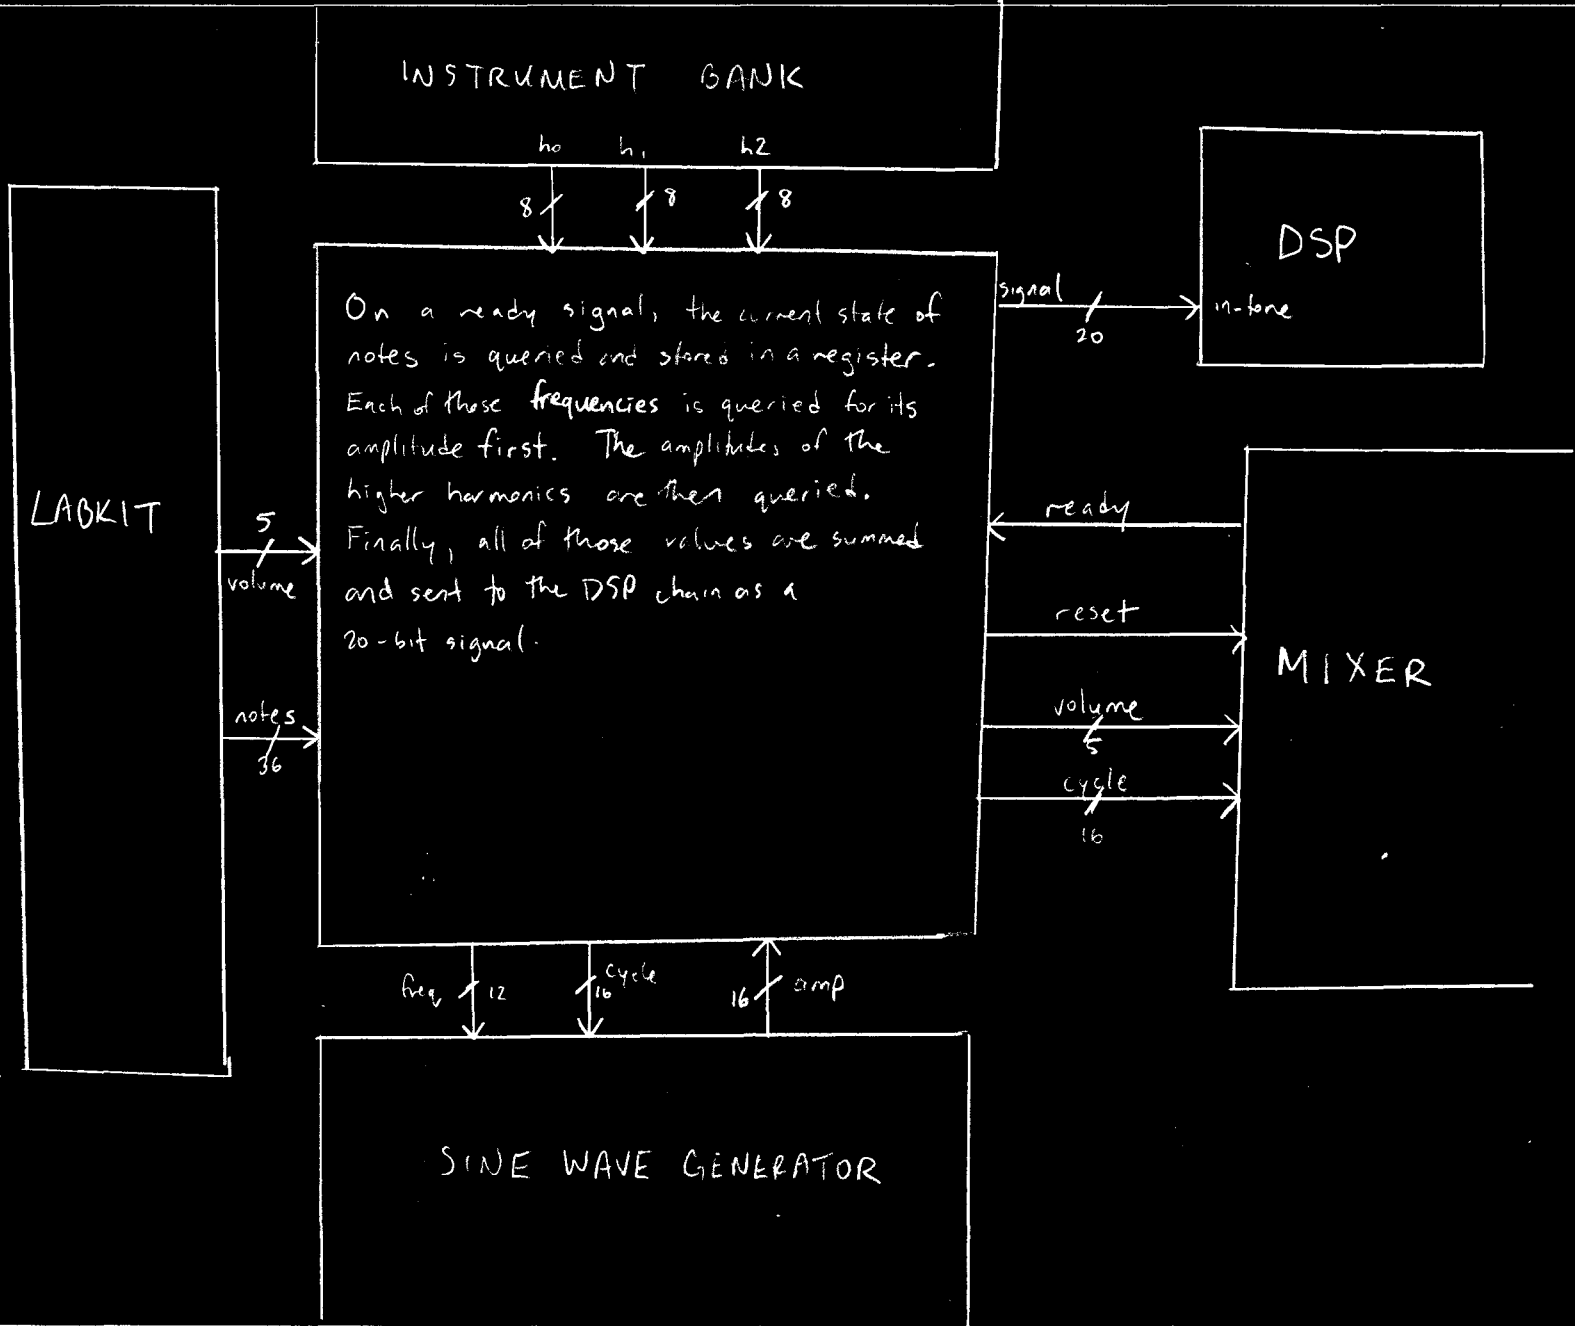 INSTRUMENT BANK
h0 h1 h2
8 8 8
DSP
signal
in-tone
20
On a ready signal, the current state of
notes is queried and stored in a register.
Each of those frequencies is queried for its
amplitude first. The amplitudes of the
higher harmonics are then queried.
Finally, all of those values are summed
and sent to the DSP chain as a
20-bit signal.
LABKIT
5
volume
notes
36
ready
reset
volume
5
cycle
16
MIXER
freq 12
cycle
16
16 amp
SINE WAVE GENERATOR